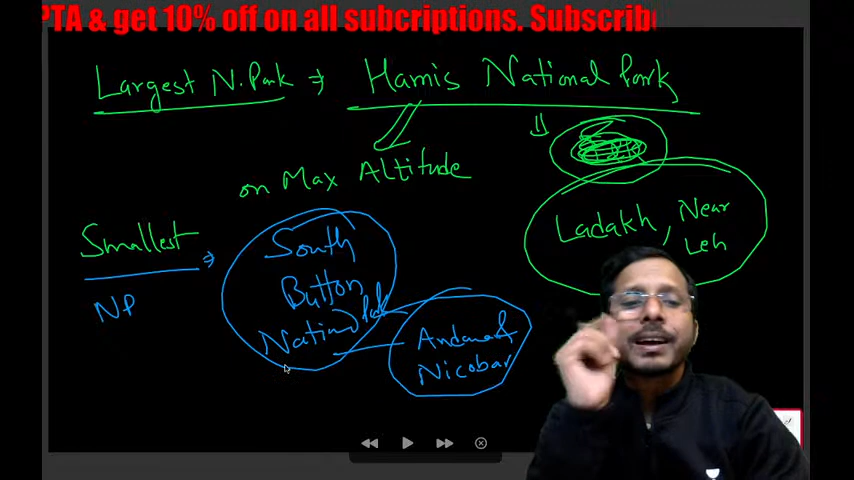 PTA & get 10% off on all subcriptions. Subscrib
Largest N.Park ⇒ Hamis National Park
on Max Altitude
Ladakh, Near
Leh
Smallest ⇒
NP
South
Button
National Park
Andaman &
Nicobar